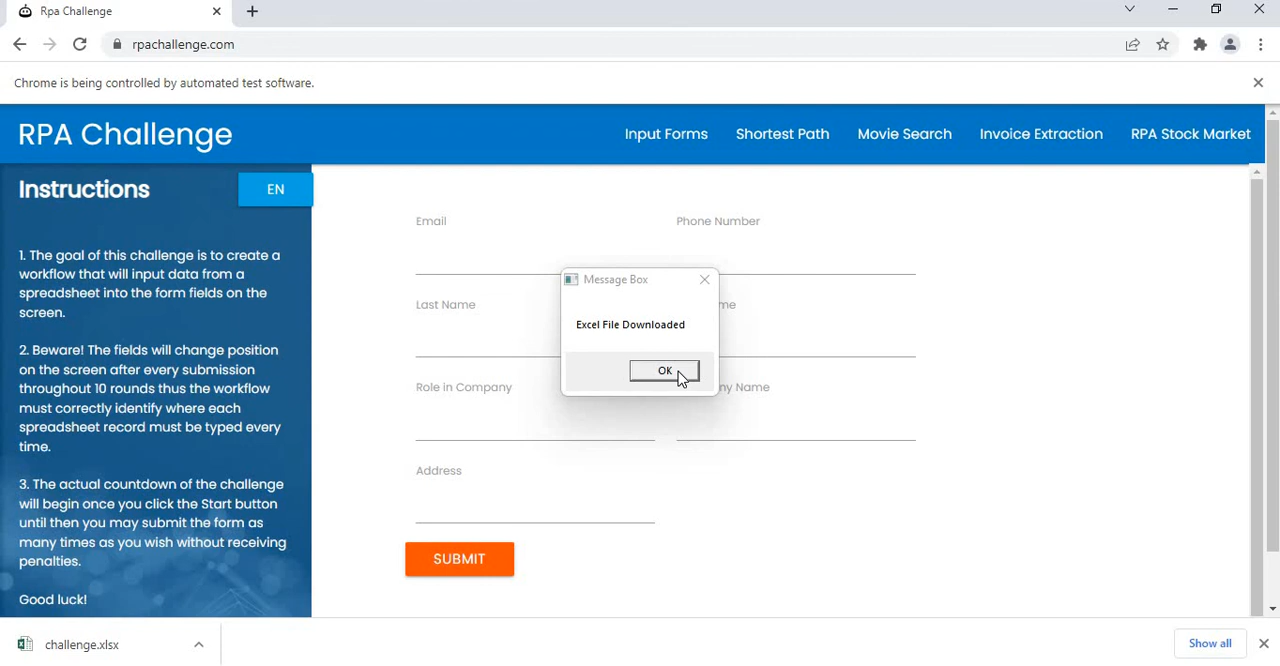 Rpa Challenge
rpachallenge.com
Chrome is being controlled by automated test software.
RPA Challenge
Input Forms
Shortest Path
Movie Search
Invoice Extraction
RPA Stock Market
Instructions
EN
1. The goal of this challenge is to create a
workflow that will input data from a
spreadsheet into the form fields on the
screen.
2. Beware! The fields will change position
on the screen after every submission
throughout 10 rounds thus the workflow
must correctly identify where each
spreadsheet record must be typed every
time.
3. The actual countdown of the challenge
will begin once you click the Start button
until then you may submit the form as
many times as you wish without receiving
penalties.
Good luck!
Email
Phone Number
Last Name
me
Role in Company
ny Name
Address
SUBMIT
Message Box
Excel File Downloaded
OK
challenge.xlsx
Show all